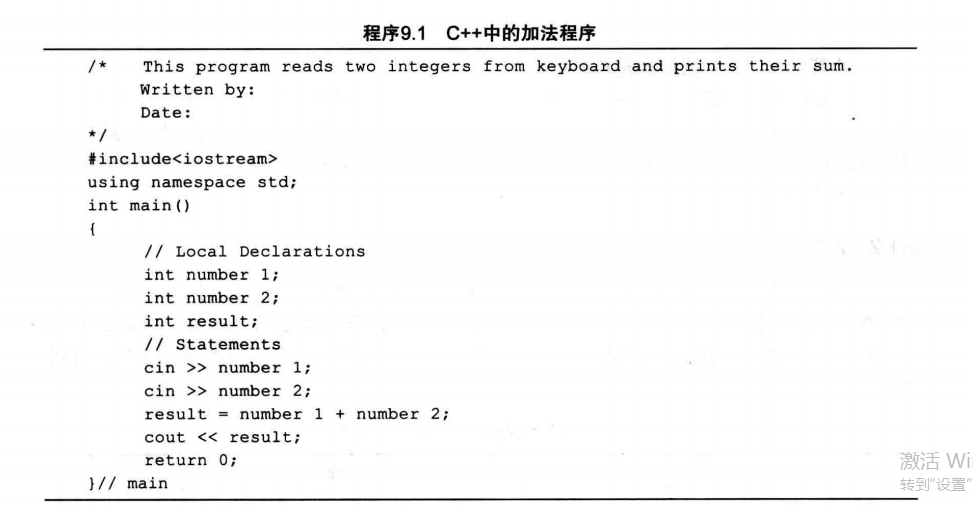 程序9.1 C++中的加法程序
/* This program reads two integers from keyboard and prints their sum.
Written by:
Date:
*/
#include<iostream>
using namespace std;
int main()
{
// Local Declarations
int number 1;
int number 2;
int result;
// Statements
cin >> number 1;
cin >> number 2;
result = number 1 + number 2;
cout << result;
return 0;
}// main
激活 Wi
转到"设置"